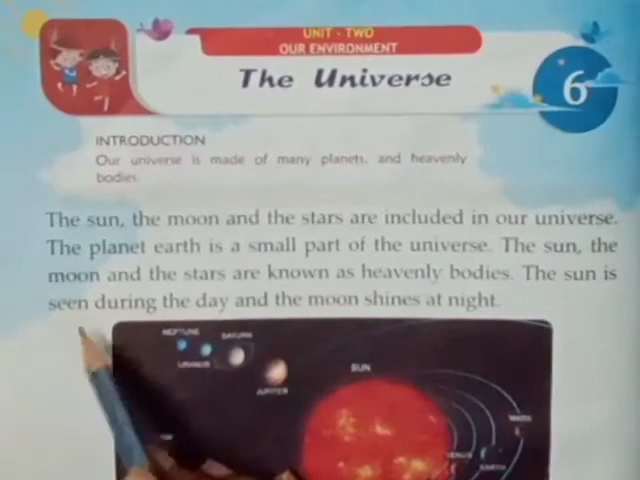 UNIT - TWO
OUR ENVIRONMENT
The Universe
6
INTRODUCTION
Our universe is made of many planets, and heavenly
bodies.
The sun, the moon and the stars are included in our universe.
The planet earth is a small part of the universe. The sun, the
moon and the stars are known as heavenly bodies. The sun is
seen during the day and the moon shines at night.
NEPTUNE
SATURN
URANUS
JUPITER
SUN
MARS
VENUS
EARTH